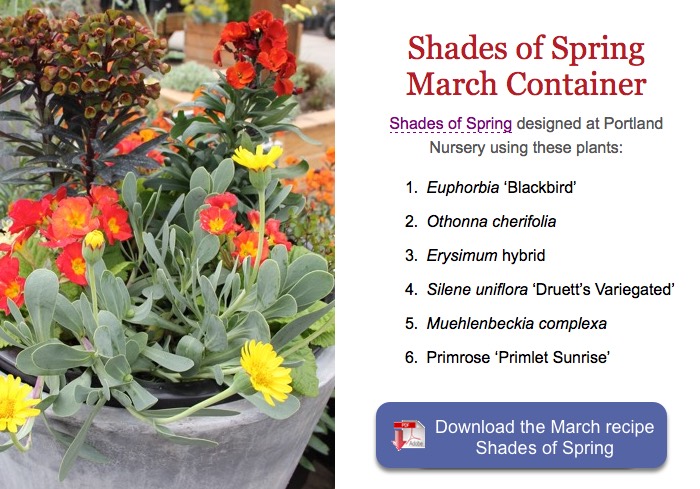 Shades of Spring
March Container
Shades of Spring designed at Portland
Nursery using these plants:
1. Euphorbia ‘Blackbird’
2. Othonna cherifolia
3. Erysimum hybrid
4. Silene uniflora ‘Druett’s Variegated’
5. Muehlenbeckia complexa
6. Primrose ‘Primlet Sunrise’
PDF
Adobe
Download the March recipe
Shades of Spring